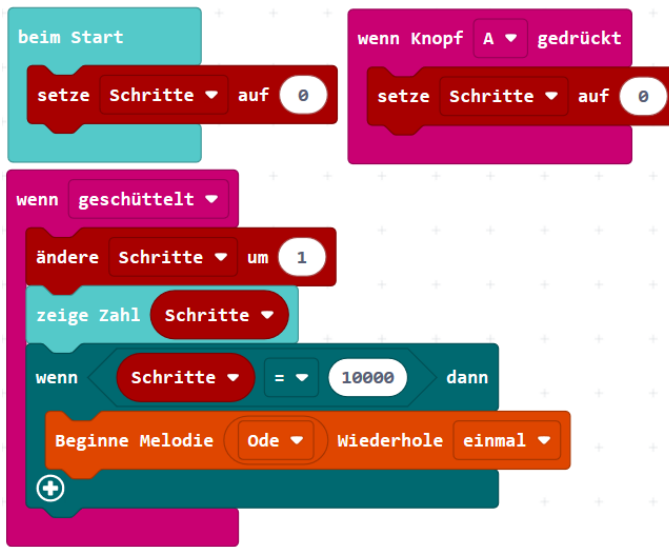 beim Start
setze Schritte auf 0
wenn Knopf A gedrückt
setze Schritte auf 0
wenn geschüttelt
ändere Schritte um 1
zeige Zahl Schritte
wenn Schritte = 10000 dann
Beginne Melodie Ode Wiederhole einmal